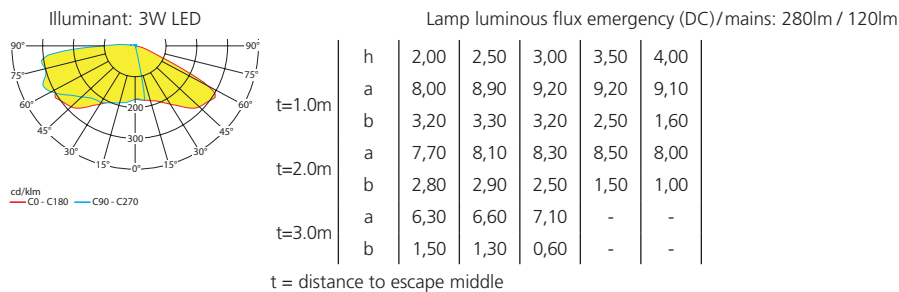 Illuminant: 3W LED
Lamp luminous flux emergency (DC)/mains: 280lm / 120lm
90° 90°
75° 75°
60° 60°
45° 45°
30° 30°
15° 0° 15°
200
300
cd/klm
C0 - C180 C90 - C270
h 2,00 2,50 3,00 3,50 4,00
t=1.0m a 8,00 8,90 9,20 9,20 9,10
b 3,20 3,30 3,20 2,50 1,60
t=2.0m a 7,70 8,10 8,30 8,50 8,00
b 2,80 2,90 2,50 1,50 1,00
t=3.0m a 6,30 6,60 7,10 - -
b 1,50 1,30 0,60 - -
t = distance to escape middle